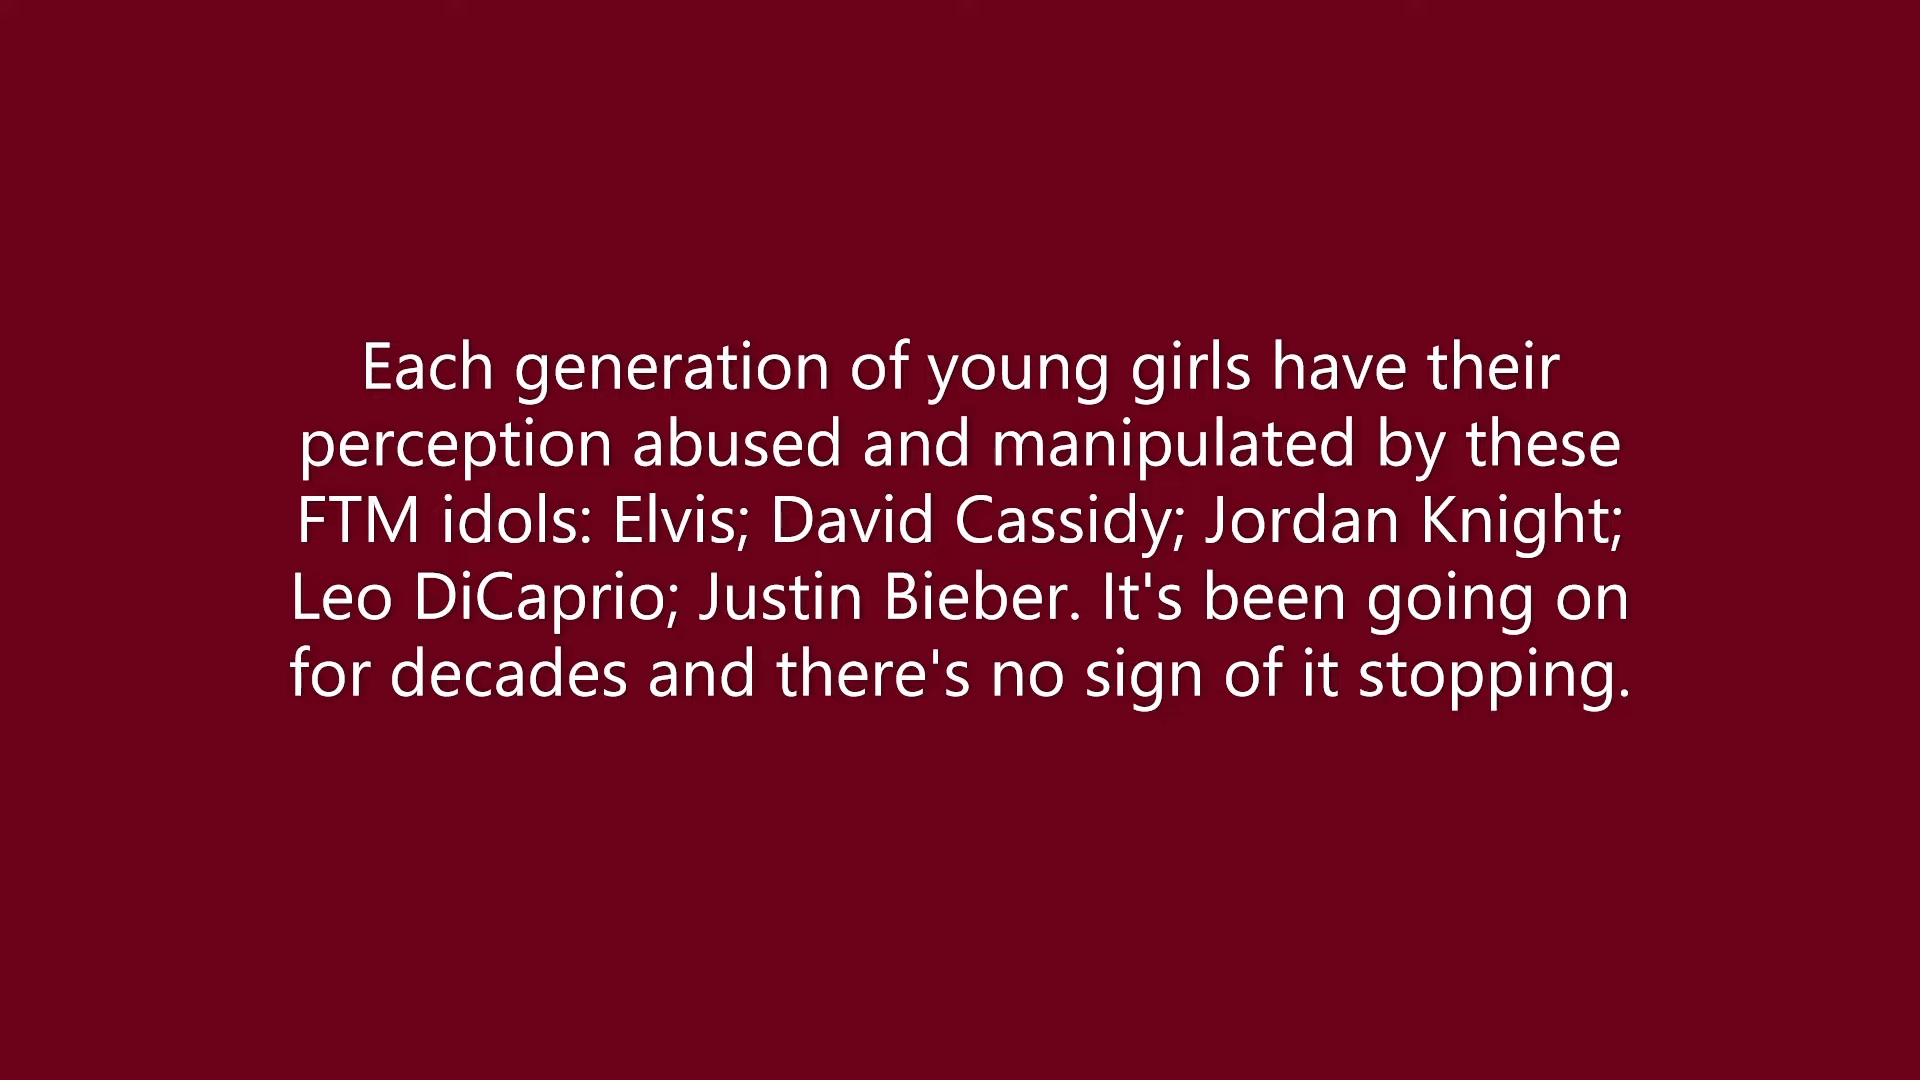 Each generation of young girls have their
perception abused and manipulated by these
FTM idols: Elvis; David Cassidy; Jordan Knight;
Leo DiCaprio; Justin Bieber. It's been going on
for decades and there's no sign of it stopping.